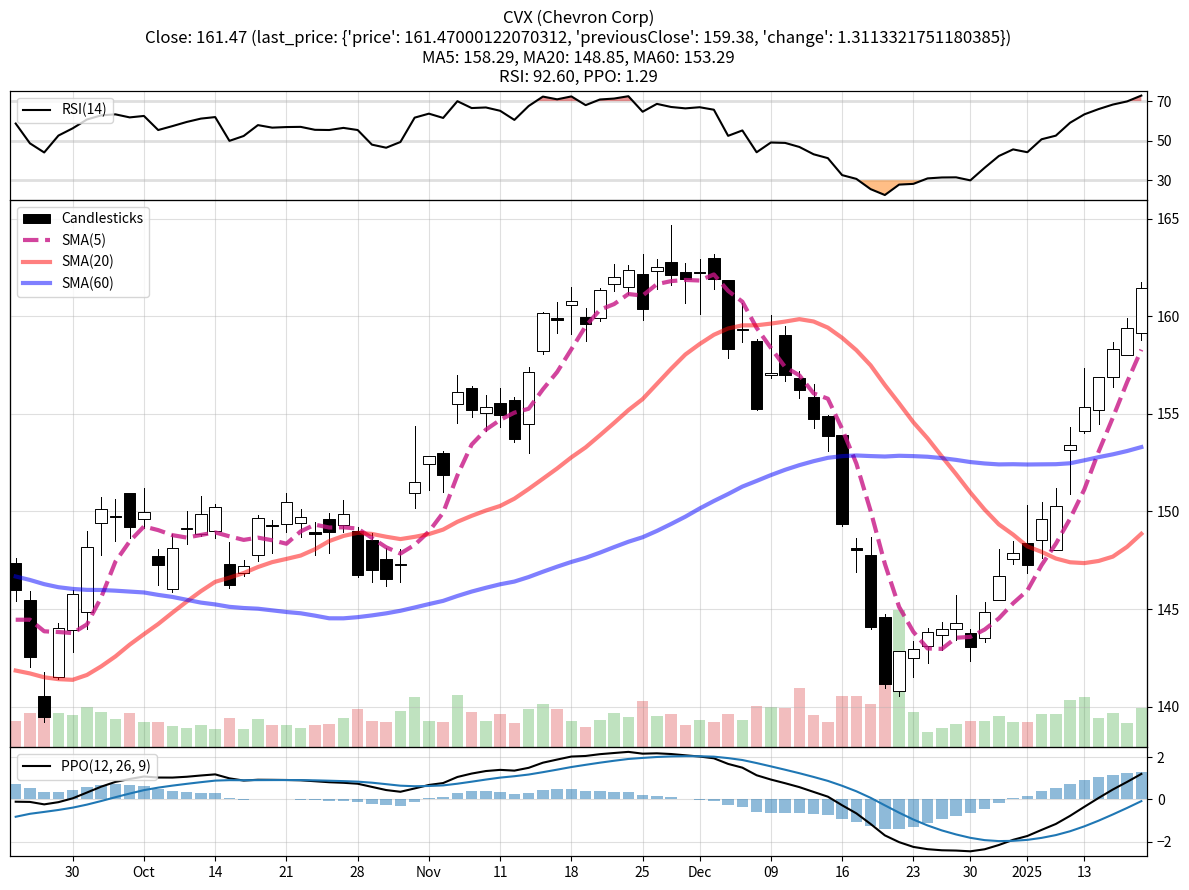 CVX (Chevron Corp)
Close: 161.47 (last_price: {'price': 161.47000122070312, 'previousClose': 159.38, 'change': 1.3113321751180385})
MA5: 158.29, MA20: 148.85, MA60: 153.29
RSI: 92.60, PPO: 1.29
RSI(14)
70
50
30
Candlesticks
SMA(5)
SMA(20)
SMA(60)
165
160
155
150
145
140
PPO(12, 26, 9)
2
0
−2
30 Oct 14 21 28 Nov 11 18 25 Dec 09 16 23 30 2025 13